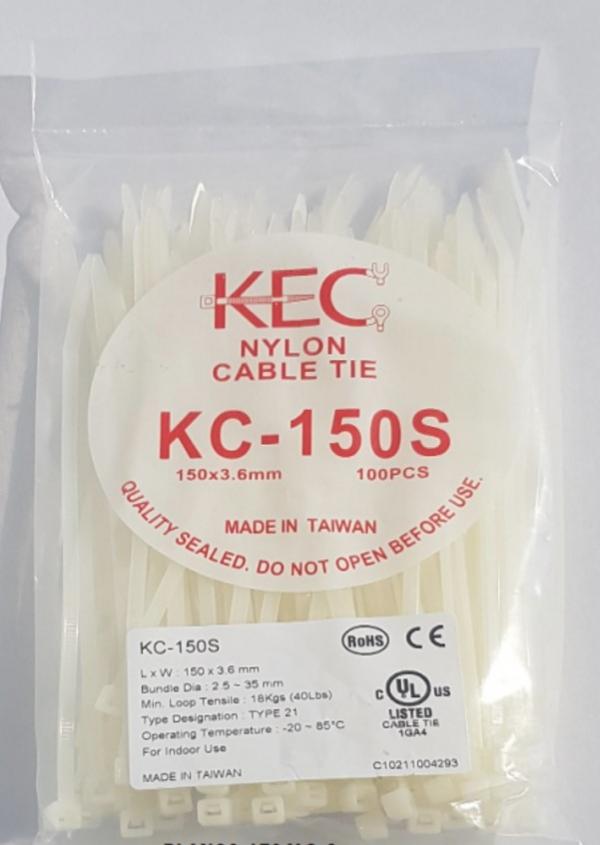 KEC
NYLON
CABLE TIE
KC-150S
150x3.6mm 100PCS
MADE IN TAIWAN
QUALITY SEALED. DO NOT OPEN BEFORE USE.
KC-150S
RoHS CE
L x W : 150 x 3.6 mm
Bundle Dia : 2.5 ~ 35 mm
Min. Loop Tensile : 18Kgs (40Lbs)
Type Designation : TYPE 21
Operating Temperature : -20 ~ 85°C
For Indoor Use
MADE IN TAIWAN
c UL us
LISTED
CABLE TIE
1GA4
C10211004293